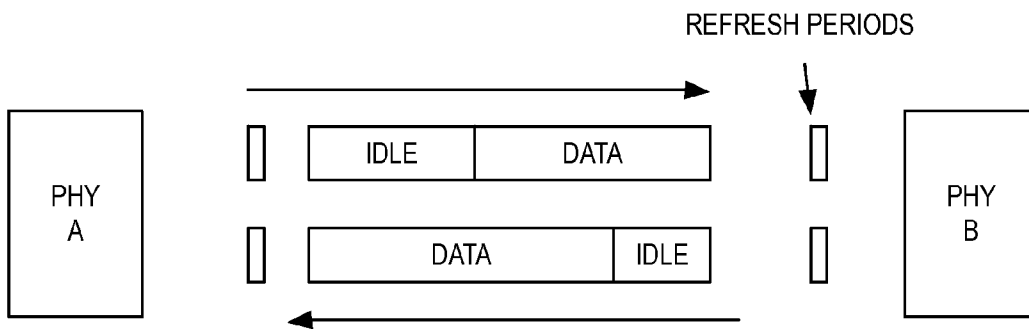 REFRESH PERIODS
PHY
A
IDLE
DATA
DATA
IDLE
PHY
B